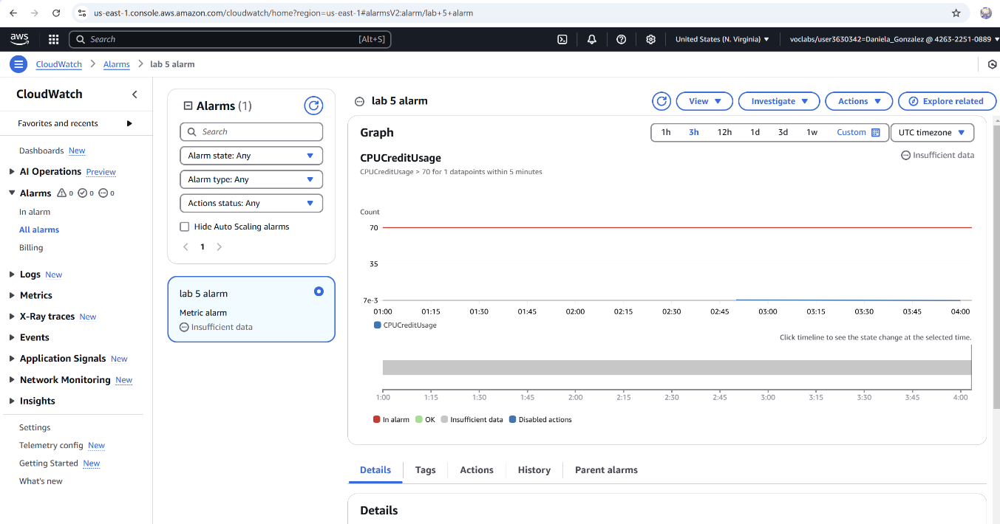 us-east-1.console.aws.amazon.com/cloudwatch/home?region=us-east-1#alarmsV2:alarm/lab+5+alarm
aws
Search [Alt+S]
United States (N. Virginia)
voclabs/user3630342=Daniela_Gonzalez @ 4263-2251-0889
CloudWatch
Alarms
lab 5 alarm
CloudWatch
Favorites and recents
Dashboards New
AI Operations Preview
Alarms 0 0 0
In alarm
All alarms
Billing
Logs New
Metrics
X-Ray traces New
Events
Application Signals New
Network Monitoring New
Insights
Settings
Telemetry config New
Getting Started New
What's new
Alarms (1)
Search
Alarm state: Any
Alarm type: Any
Actions status: Any
Hide Auto Scaling alarms
1
lab 5 alarm
Metric alarm
Insufficient data
lab 5 alarm
View
Investigate
Actions
Explore related
Graph
1h 3h 12h 1d 3d 1w Custom
UTC timezone
CPUCreditUsage
Insufficient data
CPUCreditUsage > 70 for 1 datapoints within 5 minutes
Count
70
35
7e-3
01:00 01:15 01:30 01:45 02:00 02:15 02:30 02:45 03:00 03:15 03:30 03:45 04:00
CPUCreditUsage
Click timeline to see the state change at the selected time.
1:00 1:15 1:30 1:45 2:00 2:15 2:30 2:45 3:00 3:15 3:30 3:45 4:00
In alarm OK Insufficient data Disabled actions
Details Tags Actions History Parent alarms
Details